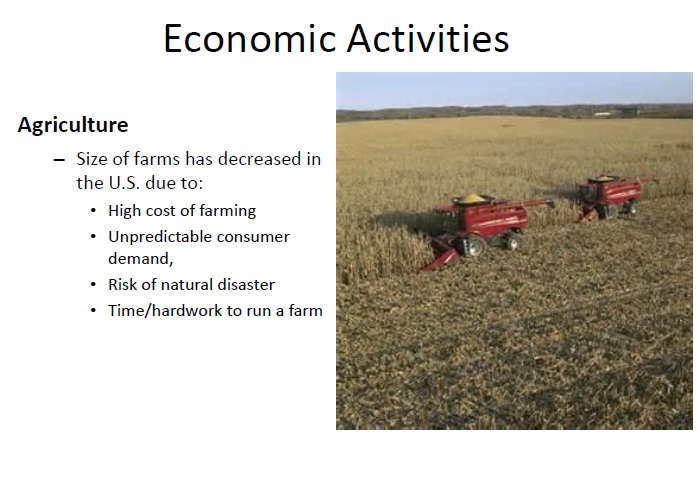 Economic Activities
Agriculture
– Size of farms has decreased in
the U.S. due to:
• High cost of farming
• Unpredictable consumer
demand,
• Risk of natural disaster
• Time/hardwork to run a farm